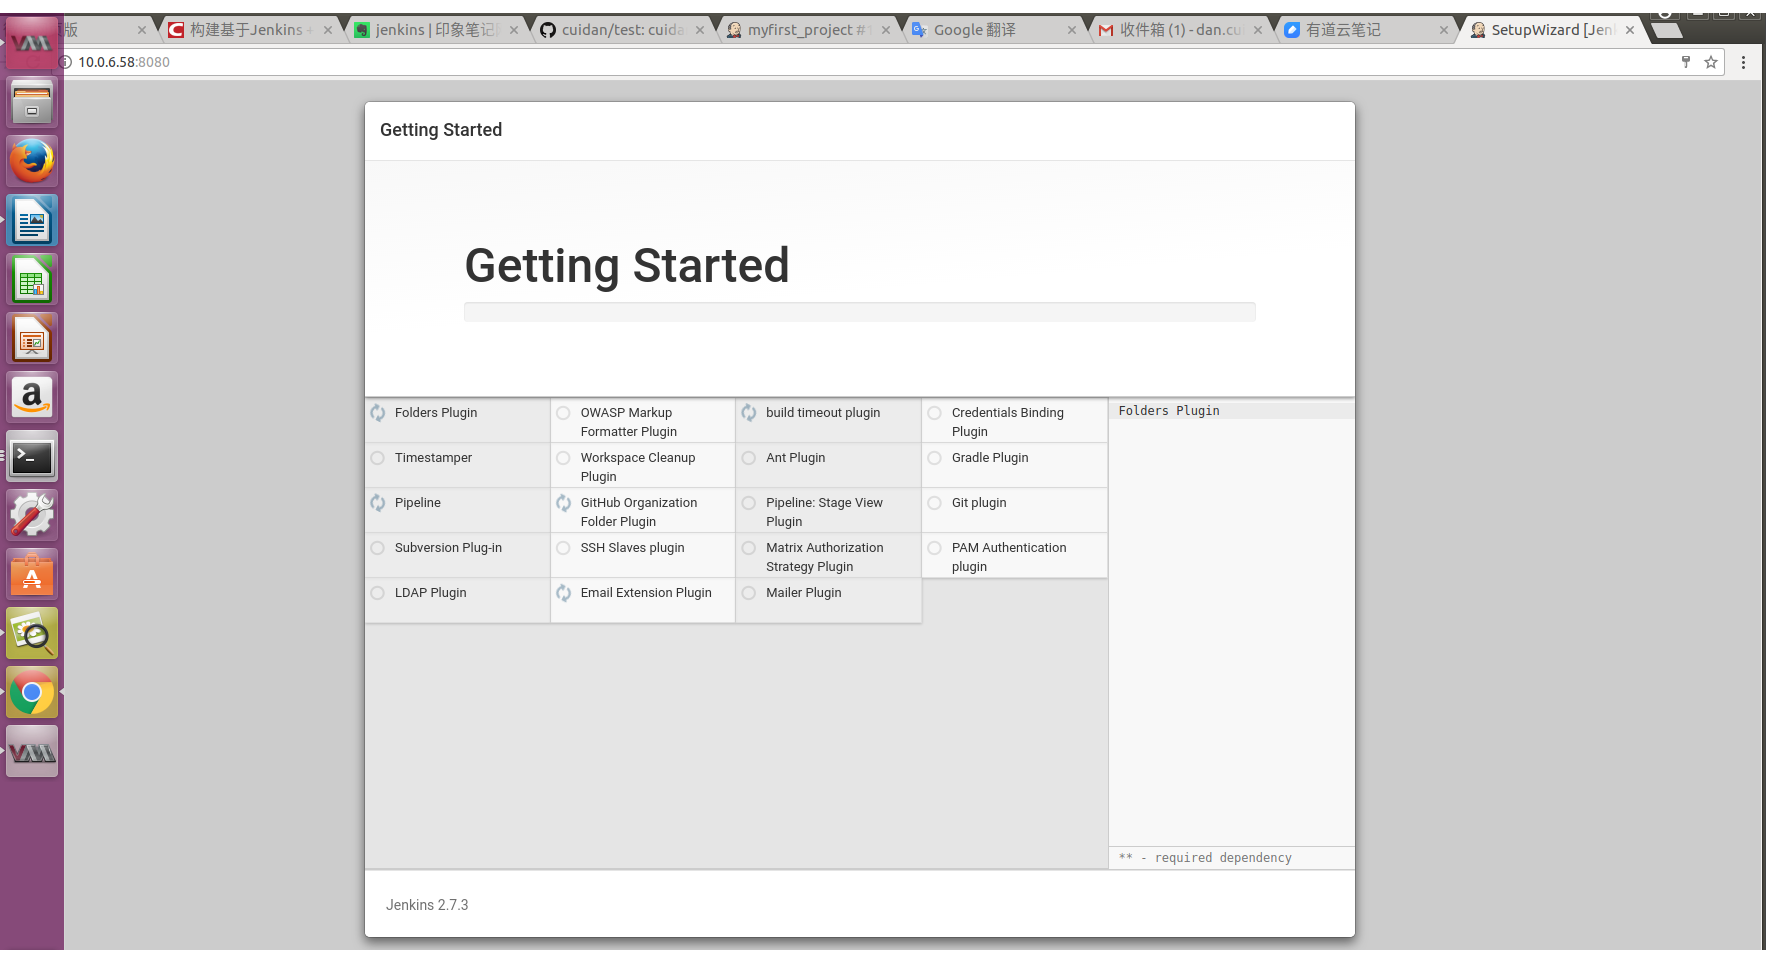 版
构建基于Jenkins +
jenkins | 印象笔记
cuidan/test: cuida
myfirst_project #
Google 翻译
收件箱 (1) - dan.cu
有道云笔记
SetupWizard [Jen
10.0.6.58:8080
Getting Started
Getting Started
Folders Plugin
OWASP Markup
Formatter Plugin
build timeout plugin
Credentials Binding
Plugin
Folders Plugin
Timestamper
Workspace Cleanup
Plugin
Ant Plugin
Gradle Plugin
Pipeline
GitHub Organization
Folder Plugin
Pipeline: Stage View
Plugin
Git plugin
Subversion Plug-in
SSH Slaves plugin
Matrix Authorization
Strategy Plugin
PAM Authentication
plugin
LDAP Plugin
Email Extension Plugin
Mailer Plugin
** - required dependency
Jenkins 2.7.3